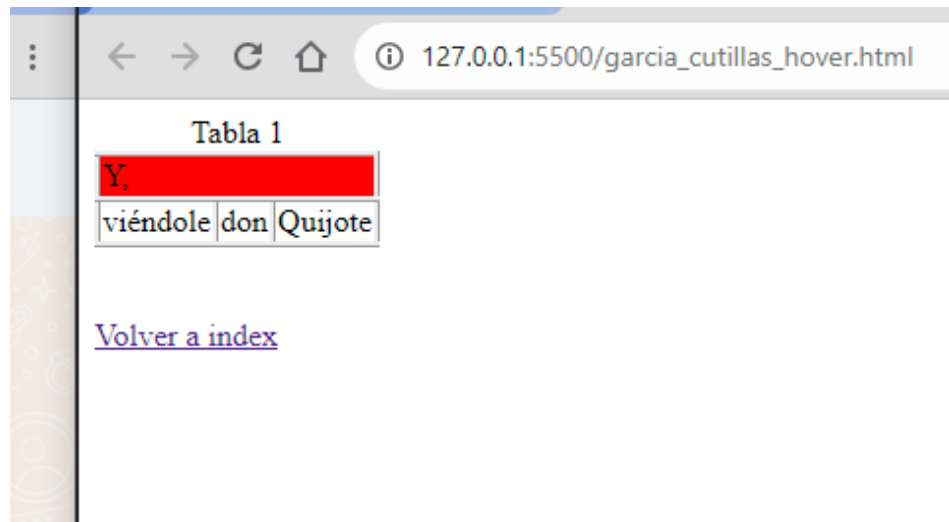 127.0.0.1:5500/garcia_cutillas_hover.html
Tabla 1
Y,
viéndole don Quijote
Volver a index